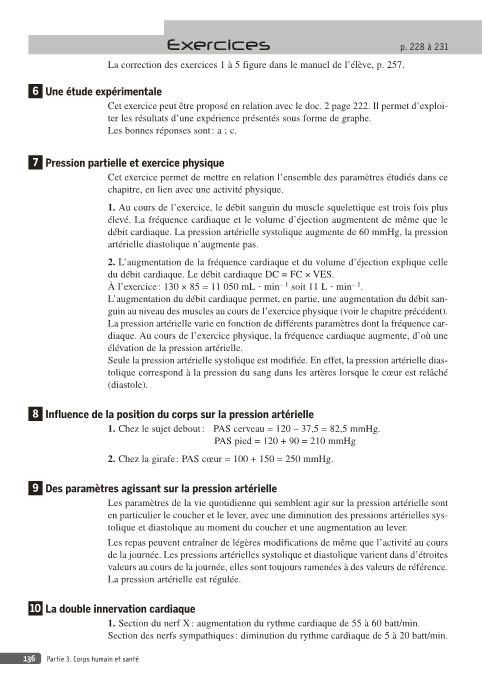 Exercices
p. 228 à 231
La correction des exercices 1 à 5 figure dans le manuel de l'élève, p. 257.
6 Une étude expérimentale
Cet exercice peut être proposé en relation avec le doc. 2 page 222. Il permet d'exploi-
ter les résultats d'une expérience présentés sous forme de graphe.
Les bonnes réponses sont : a ; c.
7 Pression partielle et exercice physique
Cet exercice permet de mettre en relation l'ensemble des paramètres étudiés dans ce
chapitre, en lien avec une activité physique.
1. Au cours de l'exercice, le débit sanguin du muscle squelettique est trois fois plus
élevé. La fréquence cardiaque et le volume d'éjection augmentent de même que le
débit cardiaque. La pression artérielle systolique augmente de 60 mmHg, la pression
artérielle diastolique n'augmente pas.
2. L'augmentation de la fréquence cardiaque et du volume d'éjection explique celle
du débit cardiaque. Le débit cardiaque DC = FC × VES.
À l'exercice : 130 × 85 = 11 050 mL · min⁻¹ soit 11 L · min⁻¹.
L'augmentation du débit cardiaque permet, en partie, une augmentation du débit san-
guin au niveau des muscles au cours de l'exercice physique (voir le chapitre précédent).
La pression artérielle varie en fonction de différents paramètres dont la fréquence car-
diaque. Au cours de l'exercice physique, la fréquence cardiaque augmente, d'où une
élévation de la pression artérielle.
Seule la pression artérielle systolique est modifiée. En effet, la pression artérielle dias-
tolique correspond à la pression du sang dans les artères lorsque le cœur est relâché
(diastole).
8 Influence de la position du corps sur la pression artérielle
1. Chez le sujet debout : PAS cerveau = 120 – 37,5 = 82,5 mmHg.
PAS pied = 120 + 90 = 210 mmHg
2. Chez la girafe : PAS cœur = 100 + 150 = 250 mmHg.
9 Des paramètres agissant sur la pression artérielle
Les paramètres de la vie quotidienne qui semblent agir sur la pression artérielle sont
en particulier le coucher et le lever, avec une diminution des pressions artérielles sys-
tolique et diastolique au moment du coucher et une augmentation au lever.
Les repas peuvent entraîner de légères modifications de même que l'activité au cours
de la journée. Les pressions artérielles systolique et diastolique varient dans d'étroites
valeurs au cours de la journée, elles sont toujours ramenées à des valeurs de référence.
La pression artérielle est régulée.
10 La double innervation cardiaque
1. Section du nerf X : augmentation du rythme cardiaque de 55 à 60 batt/min.
Section des nerfs sympathiques : diminution du rythme cardiaque de 5 à 20 batt/min.
136 Partie 3. Corps humain et santé